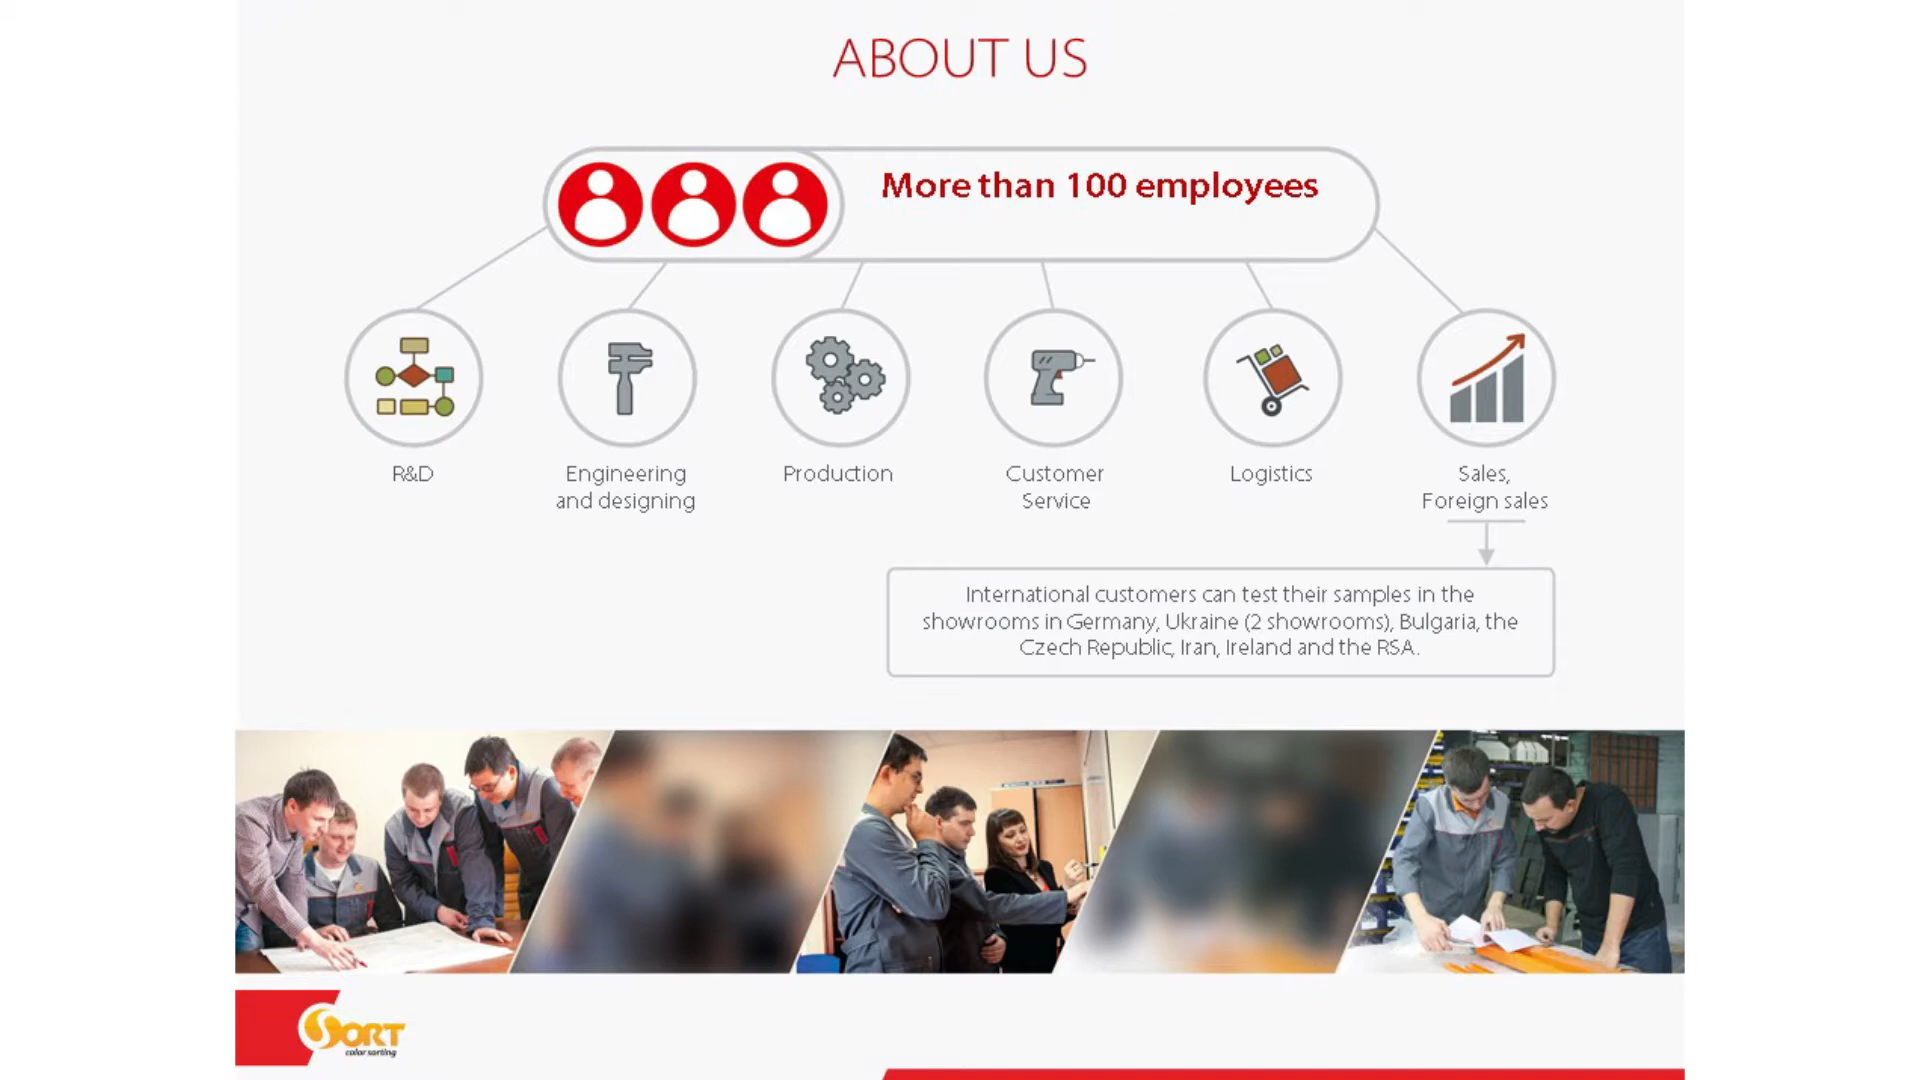 ABOUT US
More than 100 employees
R&D
Engineering
and designing
Production
Customer
Service
Logistics
Sales,
Foreign sales
International customers can test their samples in the
showrooms in Germany, Ukraine (2 showrooms), Bulgaria, the
Czech Republic, Iran, Ireland and the RSA.
SORT
color sorting